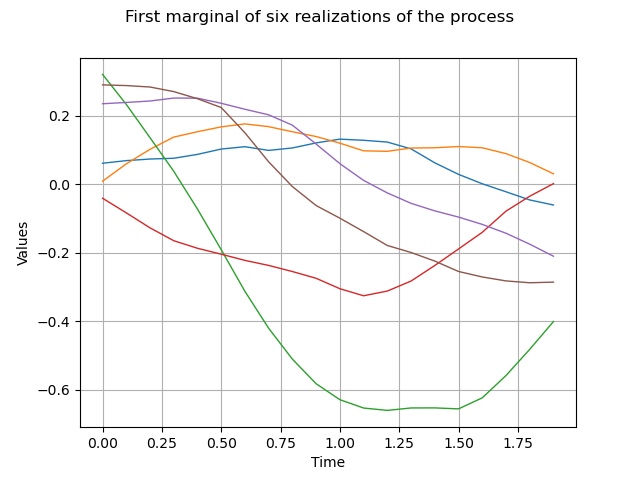 First marginal of six realizations of the process
Values
0.2
0.0
−0.2
−0.4
−0.6
0.00 0.25 0.50 0.75 1.00 1.25 1.50 1.75
Time